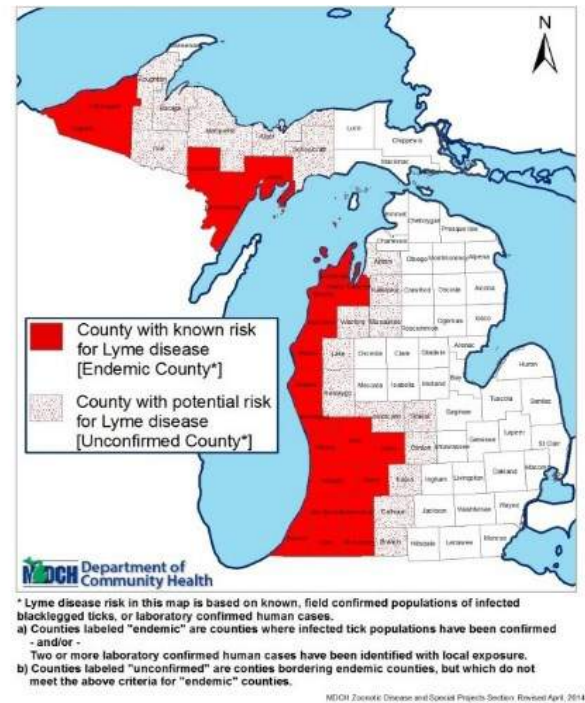 N
Houghton
Baraga
Iron
Marquette
Alger
Schoolcraft
Luce
Chippewa
Mackinac
Emmet
Cheboygan
Presque Isle
Charlevoix
Antrim
Otsego
Montmorency
Alpena
Kalkaska
Crawford
Oscoda
Alcona
Wexford
Missaukee
Roscommon
Ogemaw
Iosco
Arenac
Lake
Osceola
Clare
Gladwin
Huron
Newaygo
Mecosta
Isabella
Midland
Bay
Tuscola
Sanilac
Montcalm
Gratiot
Saginaw
Lapeer
St Clair
Clinton
Shiawassee
Genesee
Macomb
Oakland
Eaton
Ingham
Livingston
Calhoun
Jackson
Washtenaw
Wayne
Branch
Hillsdale
Lenawee
Monroe
County with known risk
for Lyme disease
[Endemic County*]
County with potential risk
for Lyme disease
[Unconfirmed County*]
MDCH Department of
Community Health
* Lyme disease risk in this map is based on known, field confirmed populations of infected
blacklegged ticks, or laboratory confirmed human cases.
a) Counties labeled "endemic" are counties where infected tick populations have been confirmed
- and/or -
Two or more laboratory confirmed human cases have been identified with local exposure.
b) Counties labeled "unconfirmed" are conties bordering endemic counties, but which do not
meet the above criteria for "endemic" counties.
MDCH Zoonotic Disease and Special Projects Section: Revised April, 2014